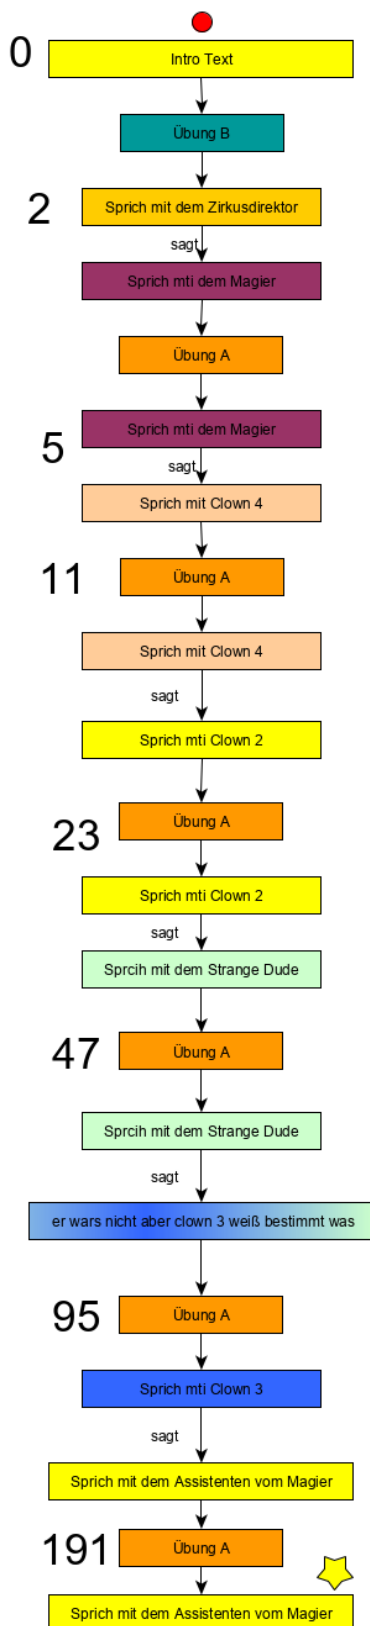 0
Intro Text
Übung B
2
Sprich mit dem Zirkusdirektor
sagt
Sprich mti dem Magier
Übung A
Sprich mti dem Magier
5
sagt
Sprich mit Clown 4
11
Übung A
Sprich mit Clown 4
sagt
Sprich mti Clown 2
Übung A
23
Sprich mti Clown 2
sagt
Sprcih mit dem Strange Dude
47
Übung A
Sprcih mit dem Strange Dude
sagt
er wars nicht aber clown 3 weiß bestimmt was
95
Übung A
Sprich mti Clown 3
sagt
Sprich mit dem Assistenten vom Magier
191
Übung A
Sprich mit dem Assistenten vom Magier